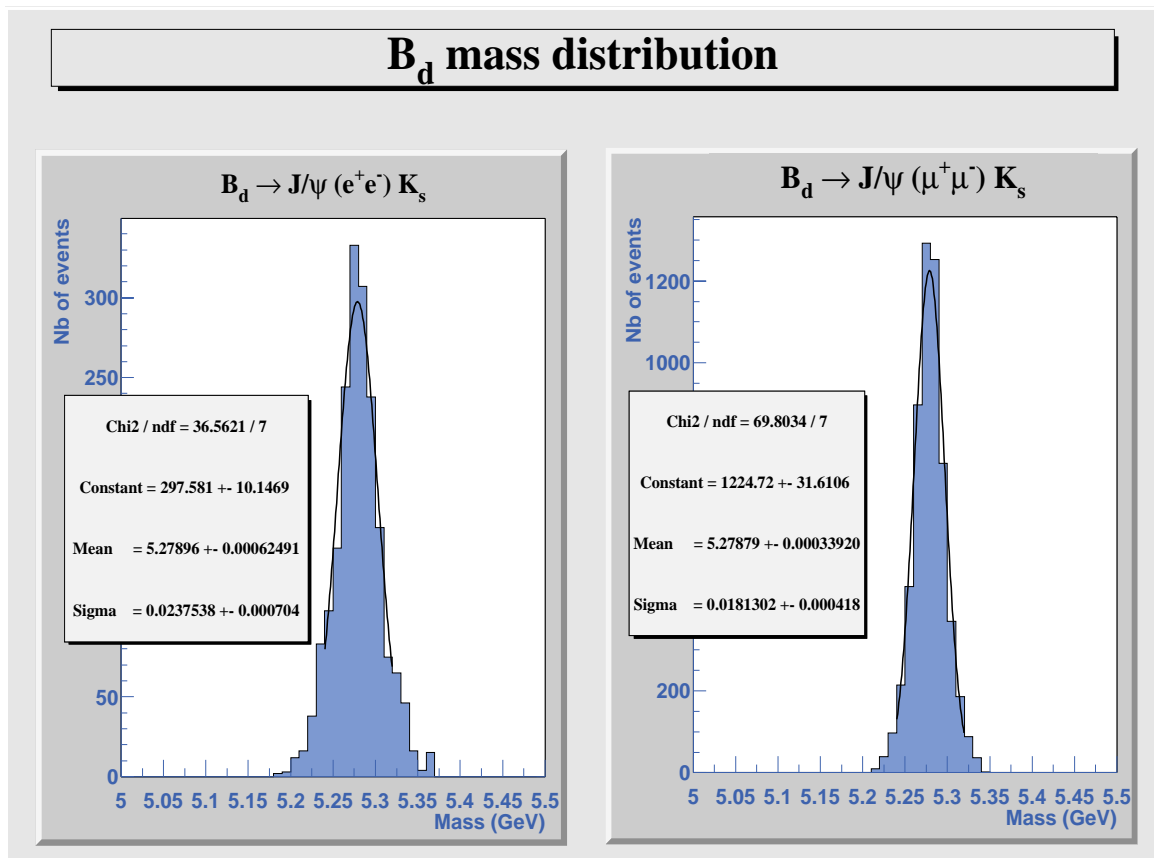 B_d mass distribution
B_d → J/ψ (e⁺e⁻) K_s
Nb of events
300
250
50
0
Chi2 / ndf = 36.5621 / 7
Constant = 297.581 +- 10.1469
Mean = 5.27896 +- 0.00062491
Sigma = 0.0237538 +- 0.000704
5 5.05 5.1 5.15 5.2 5.25 5.3 5.35 5.4 5.45 5.5
Mass (GeV)
B_d → J/ψ (μ⁺μ⁻) K_s
Nb of events
1200
1000
200
0
Chi2 / ndf = 69.8034 / 7
Constant = 1224.72 +- 31.6106
Mean = 5.27879 +- 0.00033920
Sigma = 0.0181302 +- 0.000418
5 5.05 5.1 5.15 5.2 5.25 5.3 5.35 5.4 5.45 5.5
Mass (GeV)